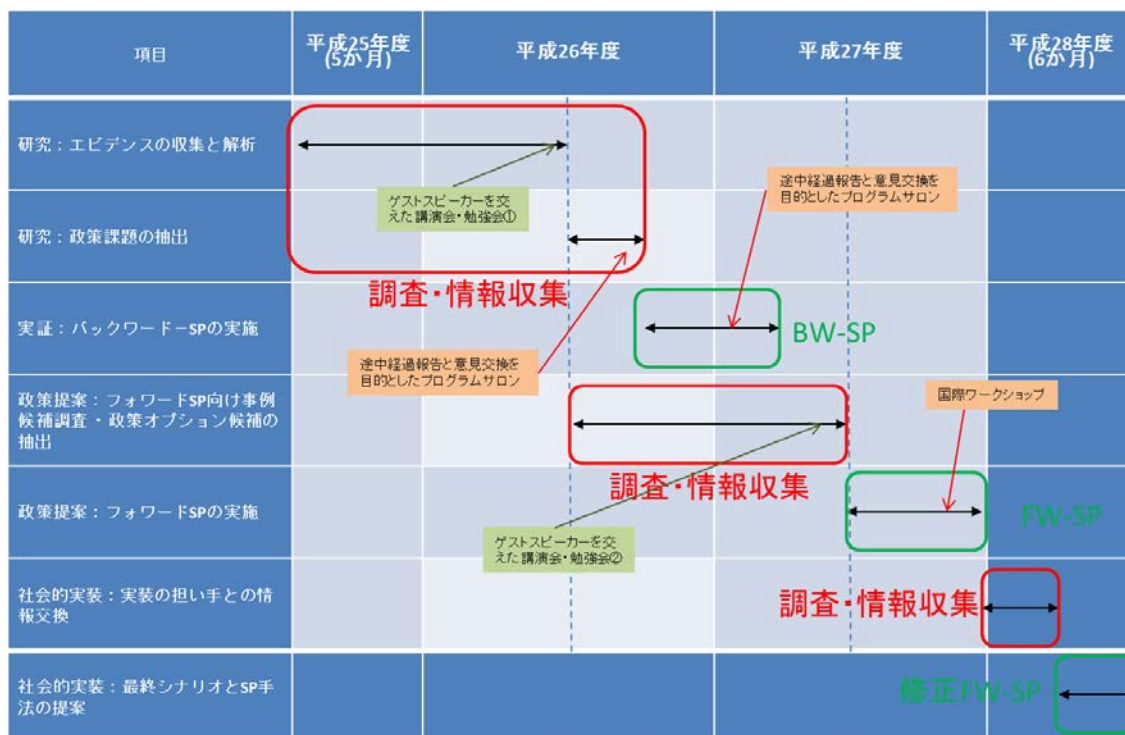 項目
平成25年度
(5か月)
平成26年度
平成27年度
平成28年度
(6か月)
研究：エビデンスの収集と解析
ゲストスピーカーを交
えた講演会・勉強会①
途中経過報告と意見交換を
目的としたプログラムサロン
研究：政策課題の抽出
調査・情報収集
実証：バックワード－SPの実施
BW-SP
途中経過報告と意見交換を
目的としたプログラムサロン
政策提案：フォワードSP向け事例
候補調査・政策オプション候補の
抽出
国際ワークショップ
調査・情報収集
政策提案：フォワードSPの実施
FW-SP
ゲストスピーカーを交
えた講演会・勉強会②
社会的実装：実装の担い手との情
報交換
調査・情報収集
社会的実装：最終シナリオとSP手
法の提案
修正FW-SP